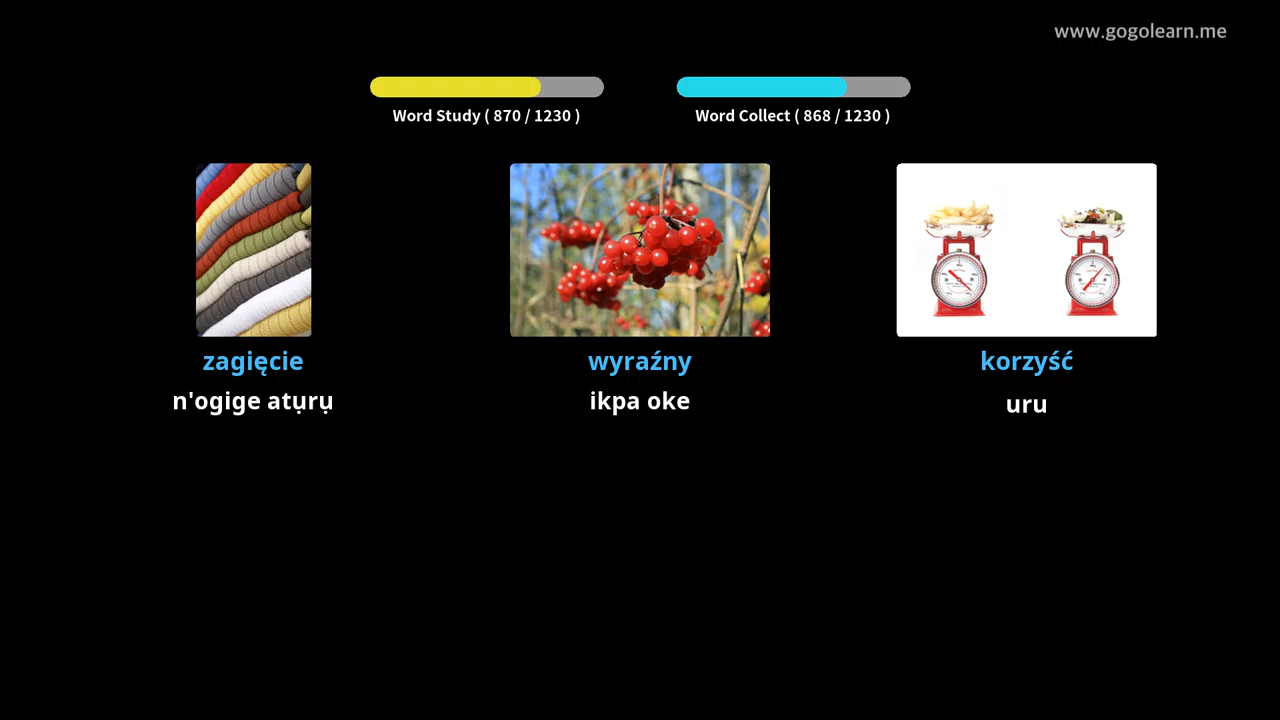 www.gogolearn.me
Word Study ( 870 / 1230 )
Word Collect ( 868 / 1230 )
zagięcie
n'ogige atụrụ
wyraźny
ikpa oke
korzyść
uru